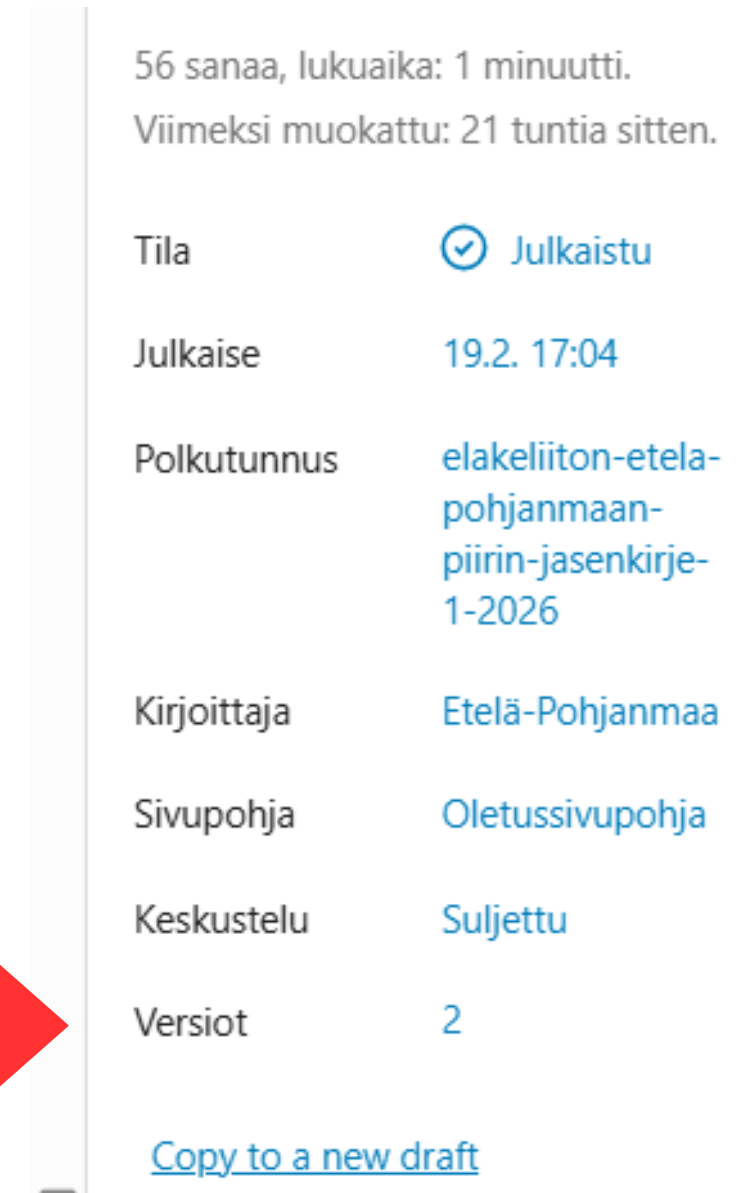 56 sanaa, lukuaika: 1 minuutti.
Viimeksi muokattu: 21 tuntia sitten.
Tila Julkaistu
Julkaise 19.2. 17:04
Polkutunnus elakeliiton-etela-
pohjanmaan-
piirin-jasenkirje-
1-2026
Kirjoittaja Etelä-Pohjanmaa
Sivupohja Oletussivupohja
Keskustelu Suljettu
Versiot 2
Copy to a new draft